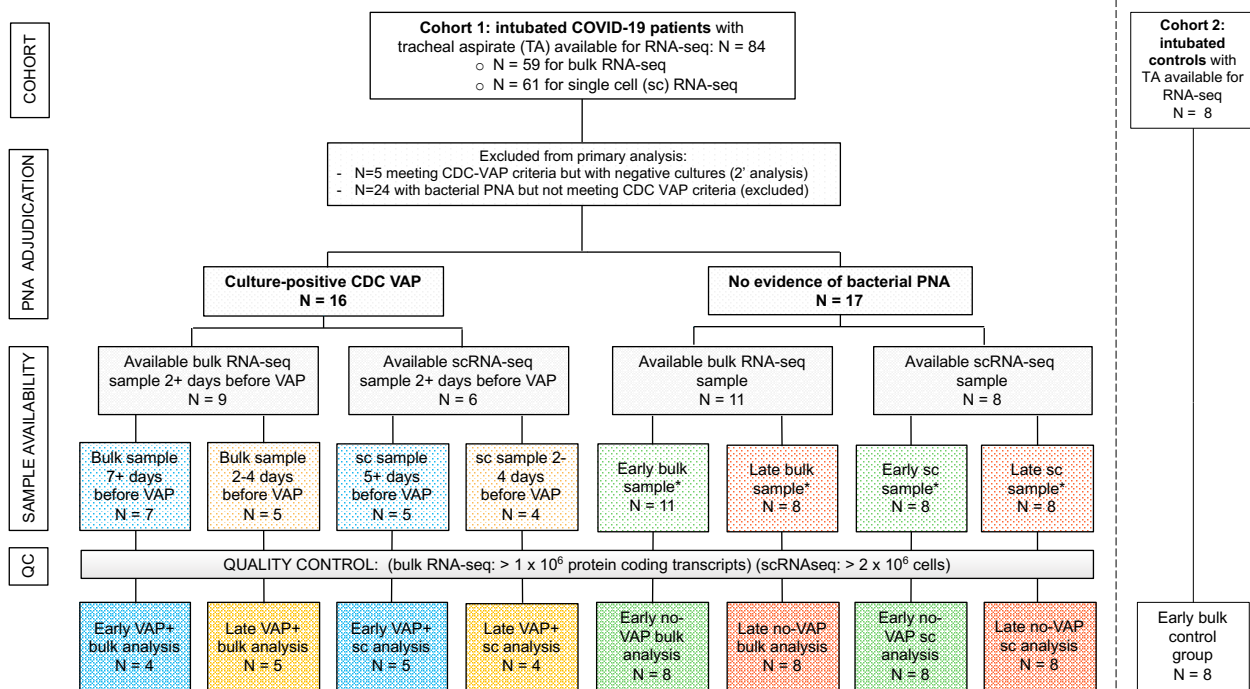 COHORT
Cohort 1: intubated COVID-19 patients with
tracheal aspirate (TA) available for RNA-seq: N = 84
○ N = 59 for bulk RNA-seq
○ N = 61 for single cell (sc) RNA-seq
Cohort 2:
intubated
controls with
TA available for
RNA-seq
N = 8
PNA ADJUDICATION
Excluded from primary analysis:
- N=5 meeting CDC-VAP criteria but with negative cultures (2' analysis)
- N=24 with bacterial PNA but not meeting CDC VAP criteria (excluded)
Culture-positive CDC VAP
N = 16
No evidence of bacterial PNA
N = 17
SAMPLE AVAILABILITY
Available bulk RNA-seq
sample 2+ days before VAP
N = 9
Available scRNA-seq
sample 2+ days before VAP
N = 6
Available bulk RNA-seq
sample
N = 11
Available scRNA-seq
sample
N = 8
Bulk sample
7+ days
before VAP
N = 7
Bulk sample
2-4 days
before VAP
N = 5
sc sample
5+ days
before VAP
N = 5
sc sample 2-
4 days
before VAP
N = 4
Early bulk
sample*
N = 11
Late bulk
sample*
N = 8
Early sc
sample*
N = 8
Late sc
sample*
N = 8
QC
QUALITY CONTROL: (bulk RNA-seq: > 1 x 10⁶ protein coding transcripts) (scRNAseq: > 2 x 10⁶ cells)
Early VAP+
bulk analysis
N = 4
Late VAP+
bulk analysis
N = 5
Early VAP+
sc analysis
N = 5
Late VAP+
sc analysis
N = 4
Early no-
VAP bulk
analysis
N = 8
Late no-VAP
bulk analysis
N = 8
Early no-
VAP sc
analysis
N = 8
Late no-VAP
sc analysis
N = 8
Early bulk
control
group
N = 8